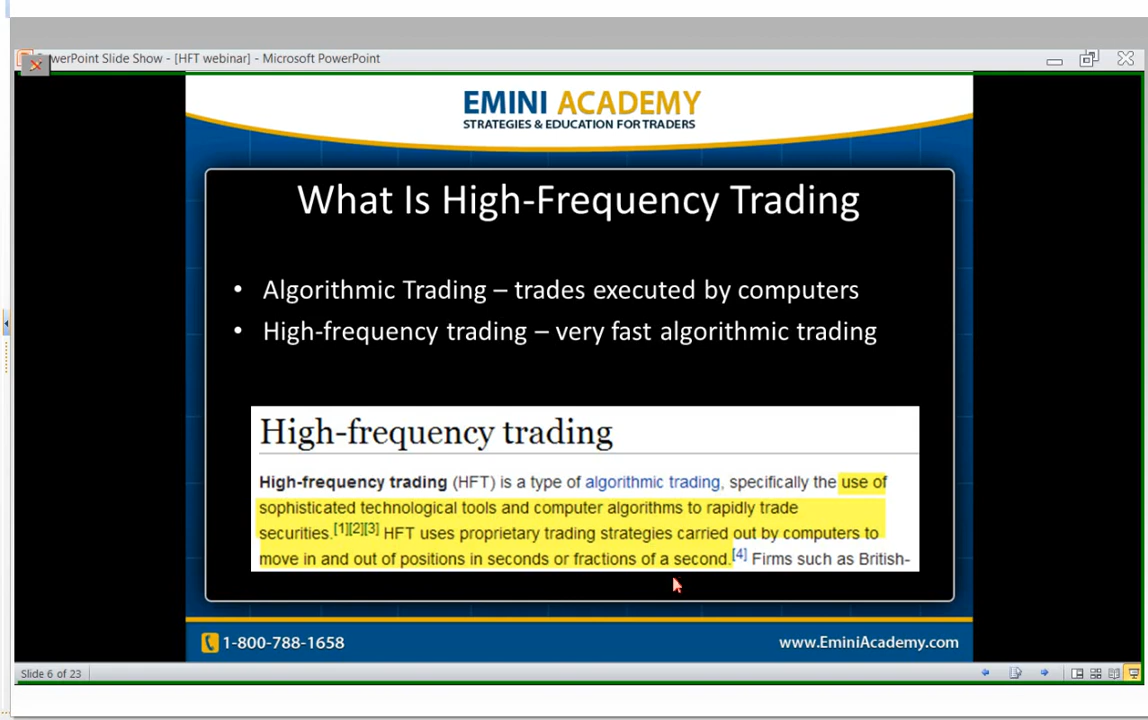 werPoint Slide Show - [HFT webinar] - Microsoft PowerPoint
EMINI ACADEMY
STRATEGIES & EDUCATION FOR TRADERS
What Is High-Frequency Trading
• Algorithmic Trading – trades executed by computers
• High-frequency trading – very fast algorithmic trading
High-frequency trading
High-frequency trading (HFT) is a type of algorithmic trading, specifically the use of
sophisticated technological tools and computer algorithms to rapidly trade
securities.[1][2][3] HFT uses proprietary trading strategies carried out by computers to
move in and out of positions in seconds or fractions of a second.[4] Firms such as British-
1-800-788-1658
www.EminiAcademy.com
Slide 6 of 23